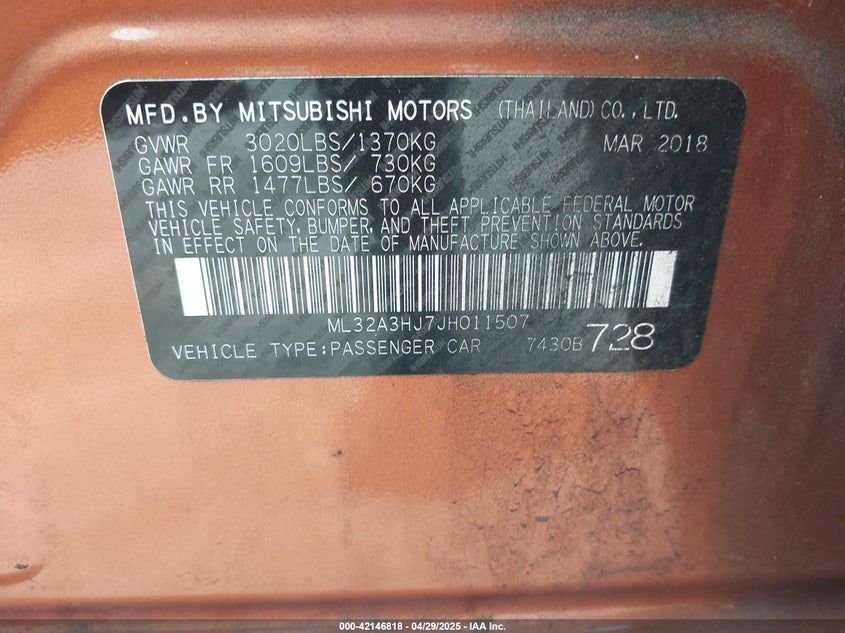 MFD.BY MITSUBISHI MOTORS (THAILAND) CO., LTD.
GVWR 3020LBS/1370KG MAR 2018
GAWR FR 1609LBS/ 730KG
GAWR RR 1477LBS/ 670KG
THIS VEHICLE CONFORMS TO ALL APPLICABLE FEDERAL MOTOR
VEHICLE SAFETY, BUMPER, AND THEFT PREVENTION STANDARDS
IN EFFECT ON THE DATE OF MANUFACTURE SHOWN ABOVE.
ML32A3HJ7JH011507
VEHICLE TYPE:PASSENGER CAR 7430B 728
000-42146818 - 04/29/2025 - IAA Inc.